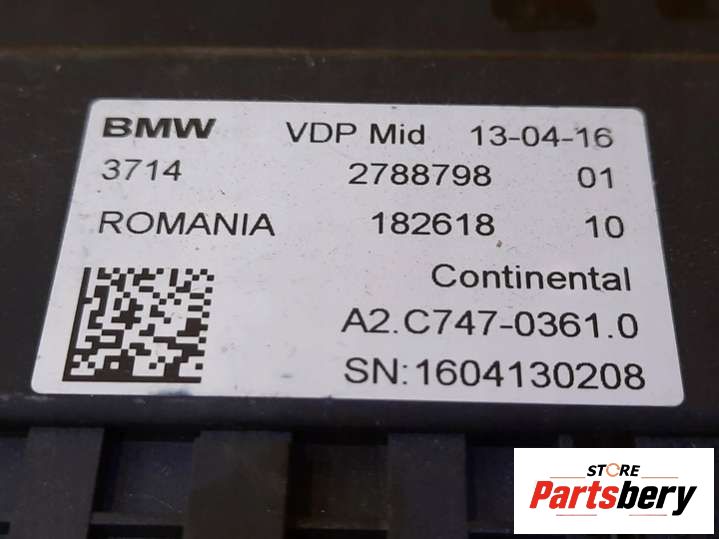 BMW VDP Mid 13-04-16
3714 2788798 01
ROMANIA 182618 10
Continental
A2.C747-0361.0
SN:1604130208
STORE
Partsbery